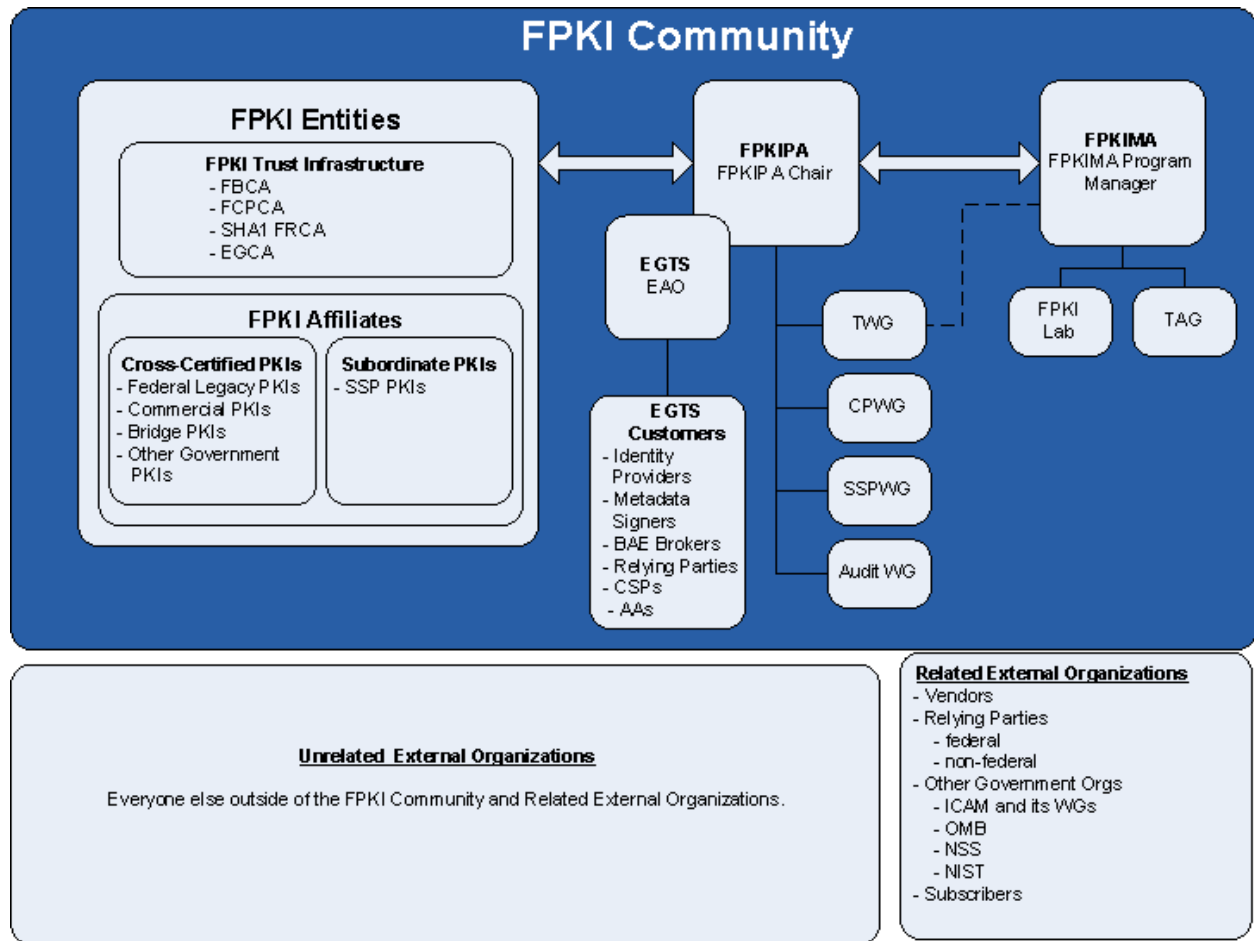 FPKI Community
FPKI Entities
FPKI Trust Infrastructure
- FBCA
- FCPCA
- SHA1 FRCA
- EGCA
FPKI Affiliates
Cross-Certified PKIs
- Federal Legacy PKIs
- Commercial PKIs
- Bridge PKIs
- Other Government
PKIs
Subordinate PKIs
- SSP PKIs
FPKIPA
FPKIPA Chair
EGTS
EAO
EGTS
Customers
- Identity
Providers
- Metadata
Signers
- BAE Brokers
- Relying Parties
- CSPs
- AAs
TWG
CPWG
SSPWG
Audit WG
FPKIMA
FPKIMA Program
Manager
FPKI
Lab
TAG
Unrelated External Organizations
Everyone else outside of the FPKI Community and Related External Organizations.
Related External Organizations
- Vendors
- Relying Parties
- federal
- non-federal
- Other Government Orgs
- ICAM and its WGs
- OMB
- NSS
- NIST
- Subscribers